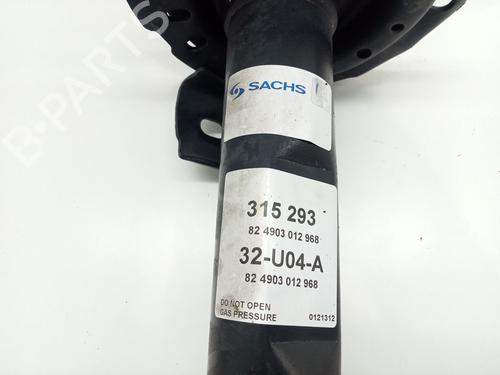 SACHS
315 293
82 4903 012 968
32-U04-A
82 4903 012 968
DO NOT OPEN
GAS PRESSURE 0121312
B-PARTS